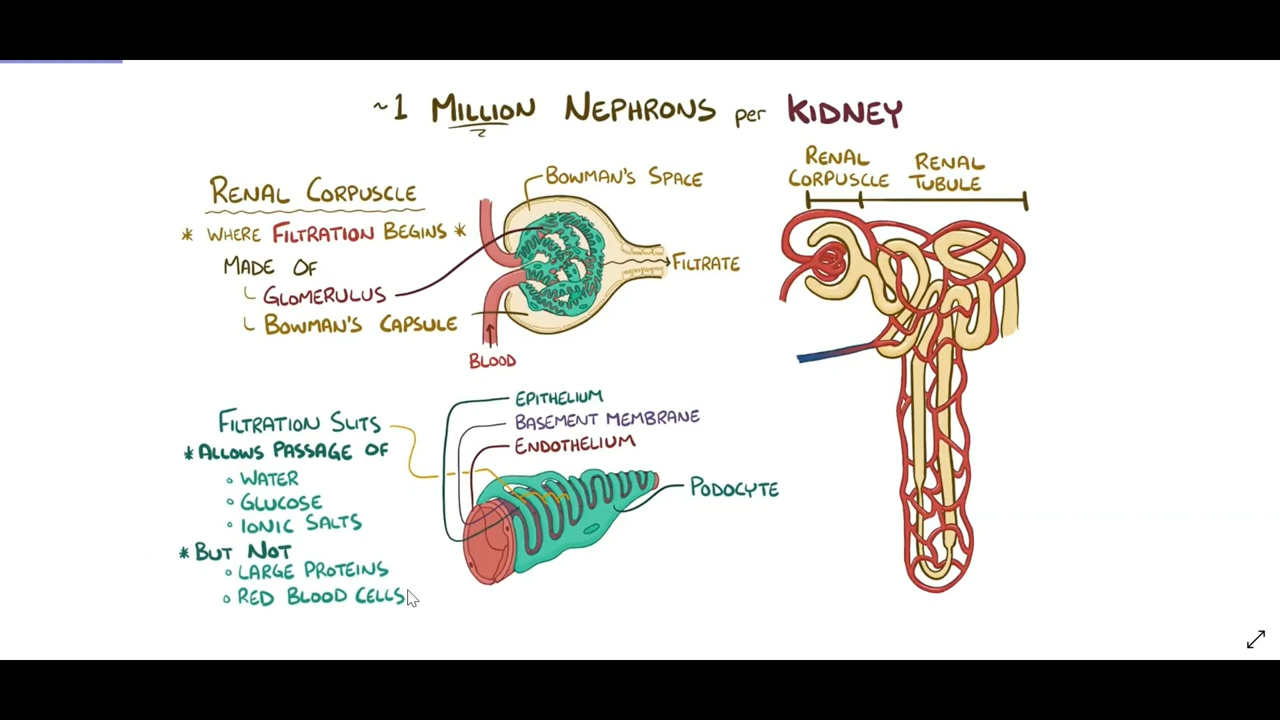 ~1 MILLION NEPHRONS per KIDNEY
RENAL CORPUSCLE
* WHERE FILTRATION BEGINS *
MADE OF
GLOMERULUS
BOWMAN'S CAPSULE
BOWMAN'S SPACE
FILTRATE
BLOOD
RENAL
CORPUSCLE
RENAL
TUBULE
FILTRATION SLITS
* ALLOWS PASSAGE OF
◦ WATER
◦ GLUCOSE
◦ IONIC SALTS
* BUT NOT
◦ LARGE PROTEINS
◦ RED BLOOD CELLS
EPITHELIUM
BASEMENT MEMBRANE
ENDOTHELIUM
PODOCYTE